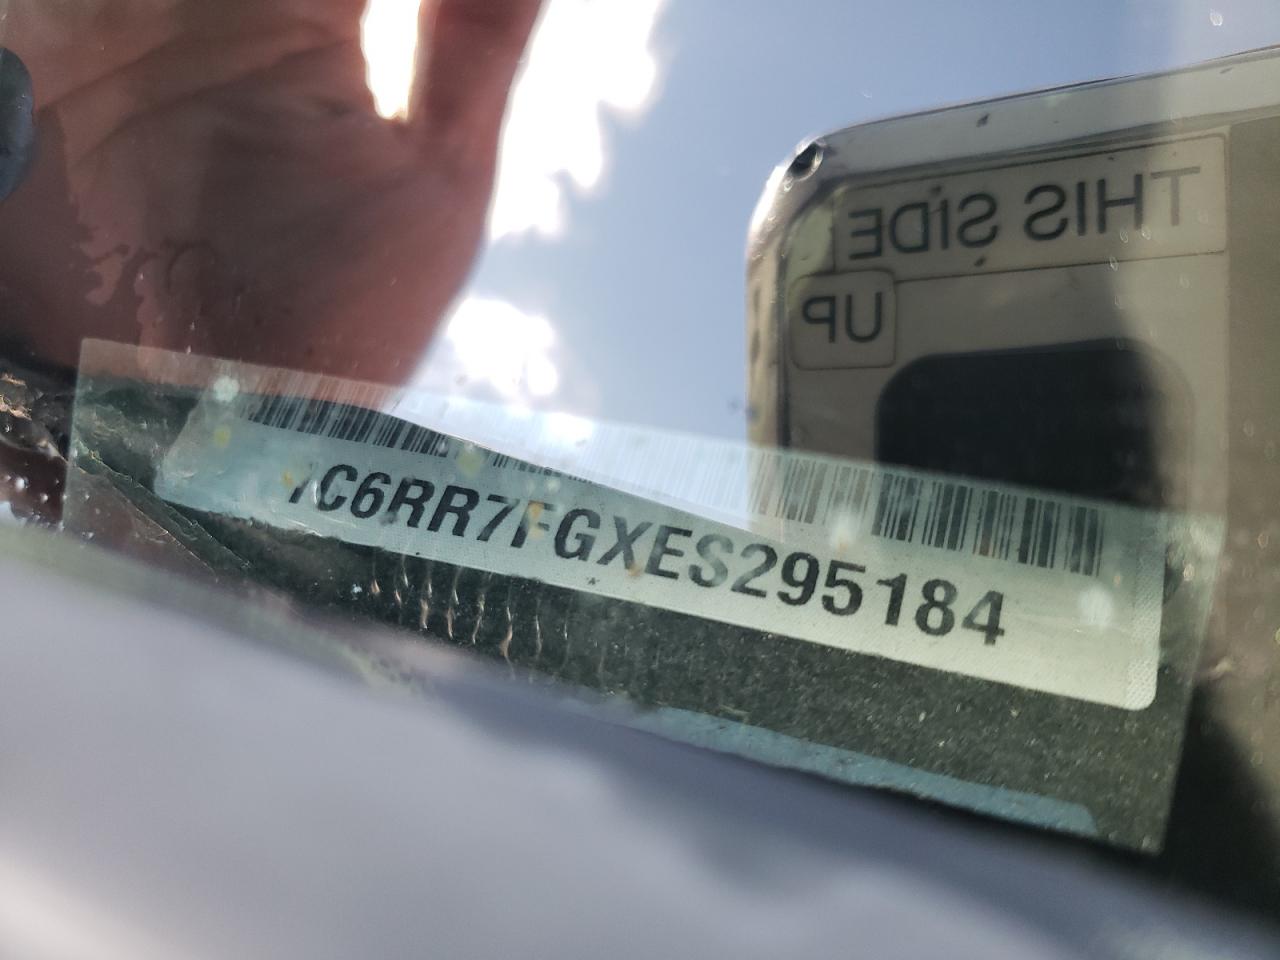 THIS SIDE
UP
1C6RR7FGXES295184